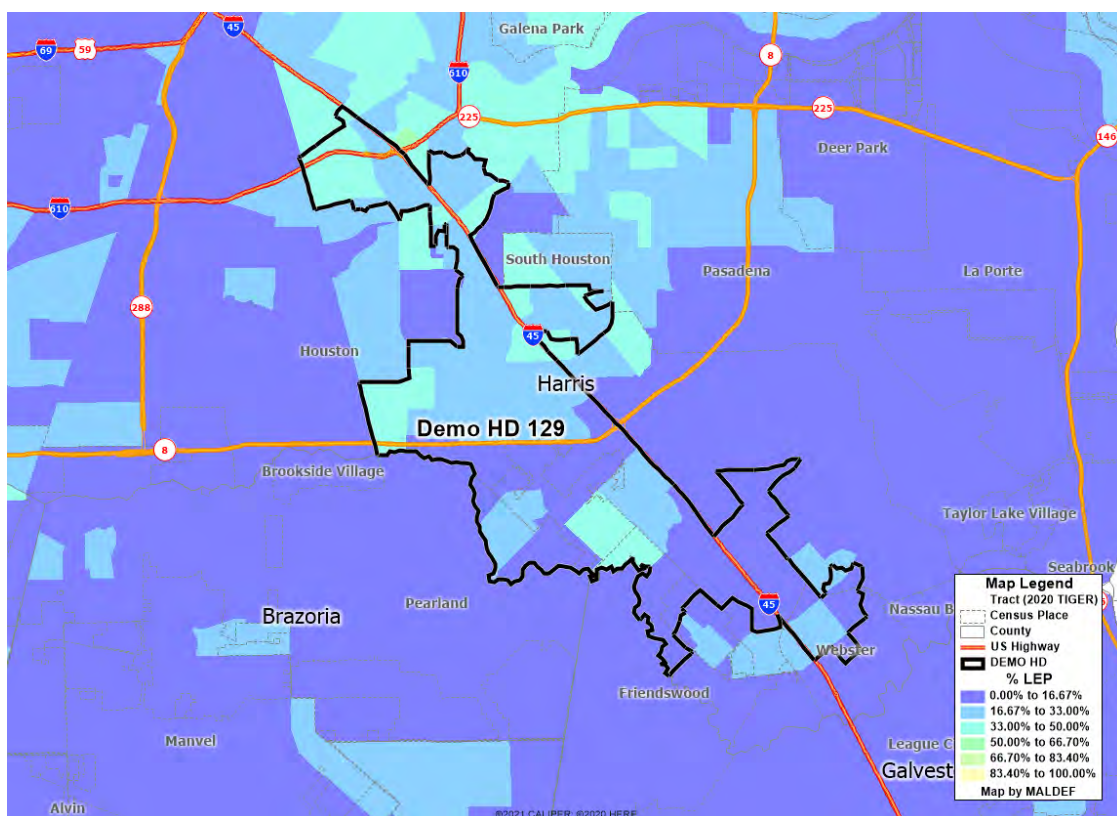 45
Galena Park
69
59
8
610
225
225
Deer Park
146
610
South Houston
Pasadena
La Porte
288
45
Houston
Harris
Demo HD 129
8
Brookside Village
Taylor Lake Village
Seabrook
Pearland
Brazoria
45
Nassau B
Webster
Friendswood
Manvel
League C
Galvest
Alvin
Map Legend
Tract (2020 TIGER)
Census Place
County
US Highway
DEMO HD
% LEP
0.00% to 16.67%
16.67% to 33.00%
33.00% to 50.00%
50.00% to 66.70%
66.70% to 83.40%
83.40% to 100.00%
Map by MALDEF
©2021 CALIPER; ©2020 HERE